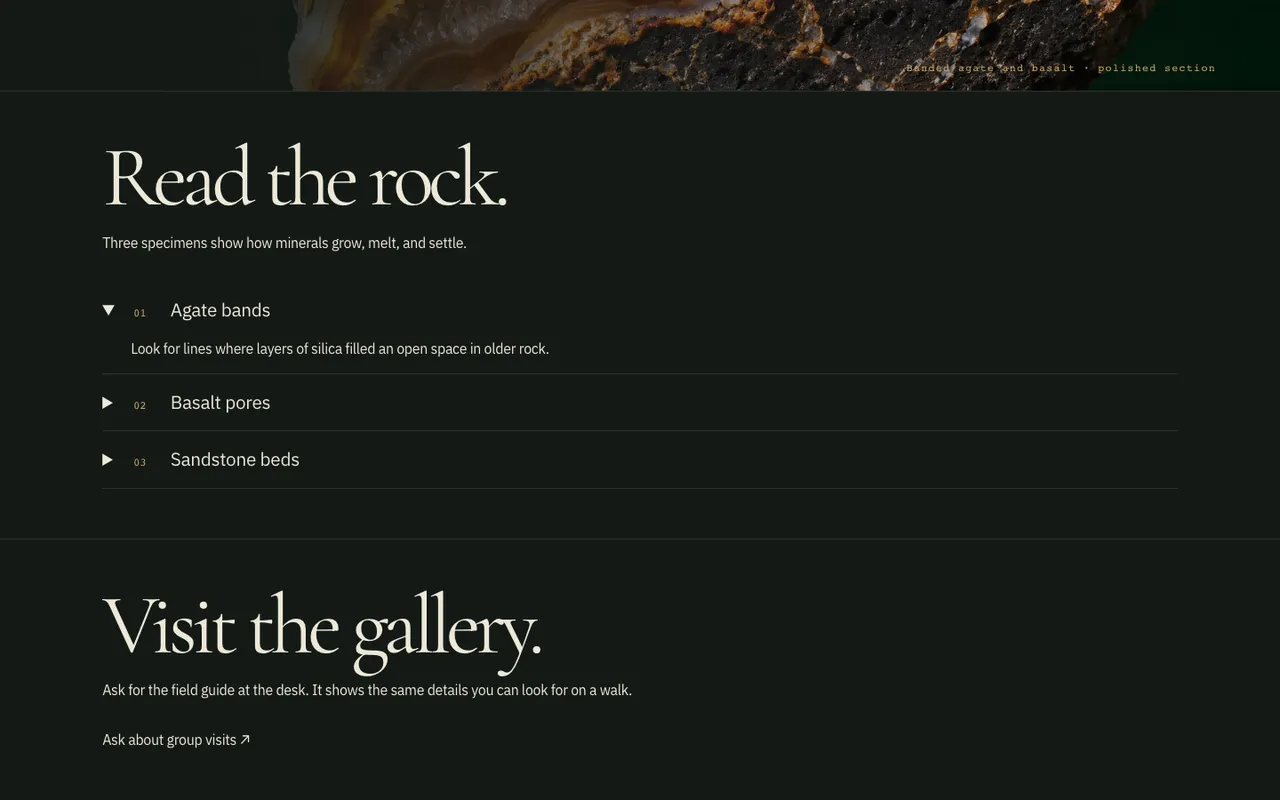 Banded agate and basalt · polished section
Read the rock.
Three specimens show how minerals grow, melt, and settle.
▼ 01 Agate bands
Look for lines where layers of silica filled an open space in older rock.
▶ 02 Basalt pores
▶ 03 Sandstone beds
Visit the gallery.
Ask for the field guide at the desk. It shows the same details you can look for on a walk.
Ask about group visits ↗